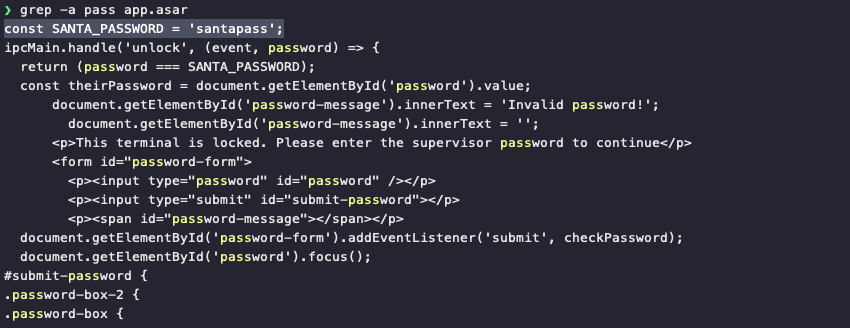 ❯ grep -a pass app.asar
const SANTA_PASSWORD = 'santapass';
ipcMain.handle('unlock', (event, password) => {
  return (password === SANTA_PASSWORD);
  const theirPassword = document.getElementById('password').value;
      document.getElementById('password-message').innerText = 'Invalid password!';
        document.getElementById('password-message').innerText = '';
      <p>This terminal is locked. Please enter the supervisor password to continue</p>
      <form id="password-form">
        <p><input type="password" id="password" /></p>
        <p><input type="submit" id="submit-password"></p>
        <p><span id="password-message"></span></p>
  document.getElementById('password-form').addEventListener('submit', checkPassword);
  document.getElementById('password').focus();
#submit-password {
.password-box-2 {
.password-box {